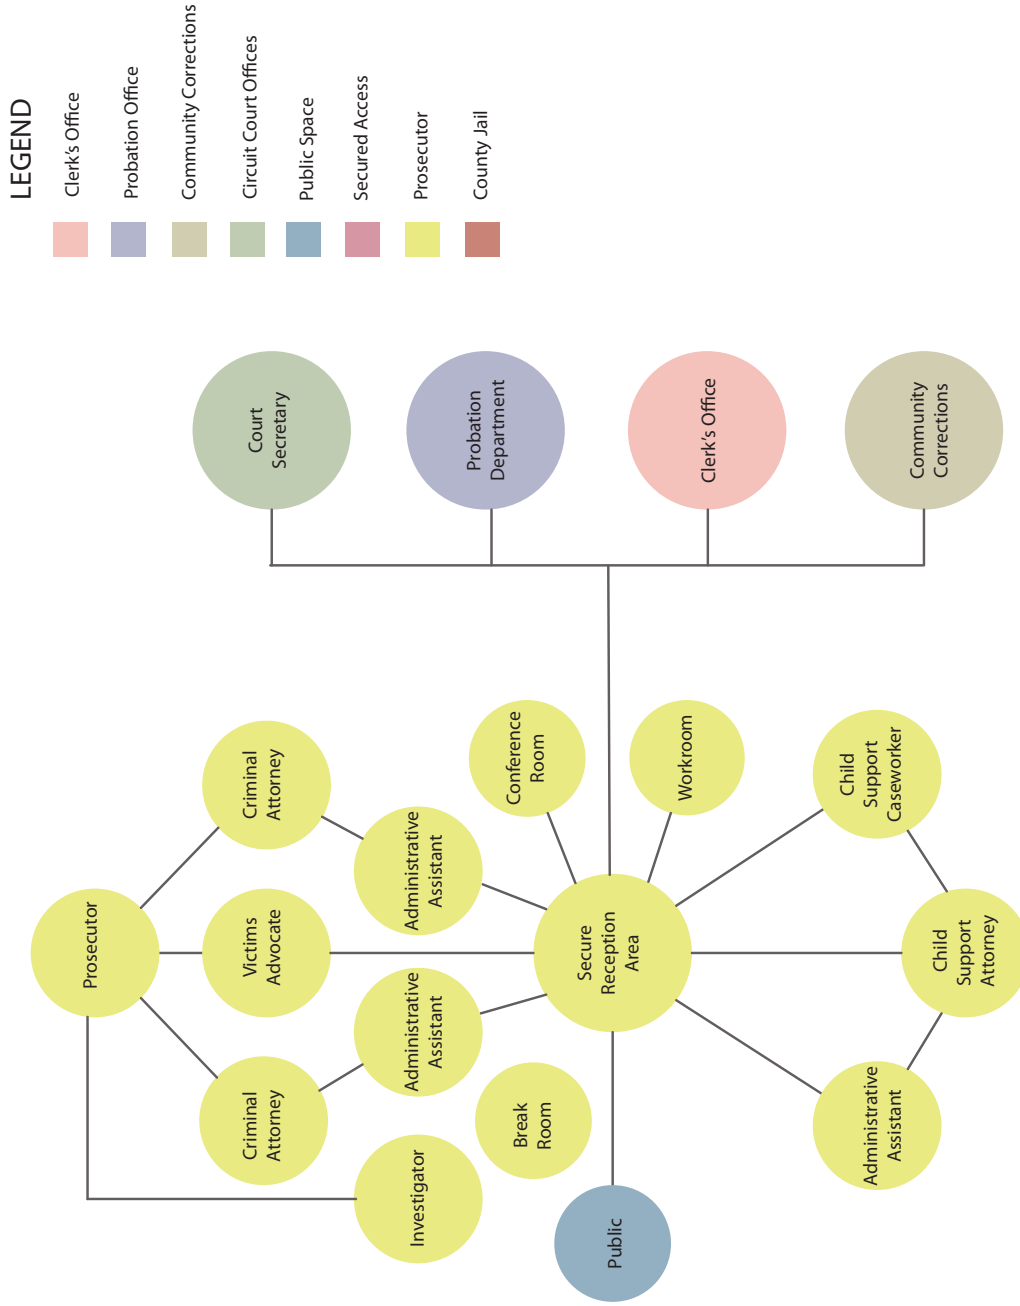 LEGEND
Clerk's Office
Probation Office
Community Corrections
Circuit Court Offices
Public Space
Secured Access
Prosecutor
County Jail
Prosecutor
Criminal
Attorney
Victims
Advocate
Criminal
Attorney
Investigator
Administrative
Assistant
Administrative
Assistant
Break
Room
Conference
Room
Public
Secure
Reception
Area
Workroom
Administrative
Assistant
Child
Support
Attorney
Child
Support
Caseworker
Court
Secretary
Probation
Department
Clerk's Office
Community
Corrections